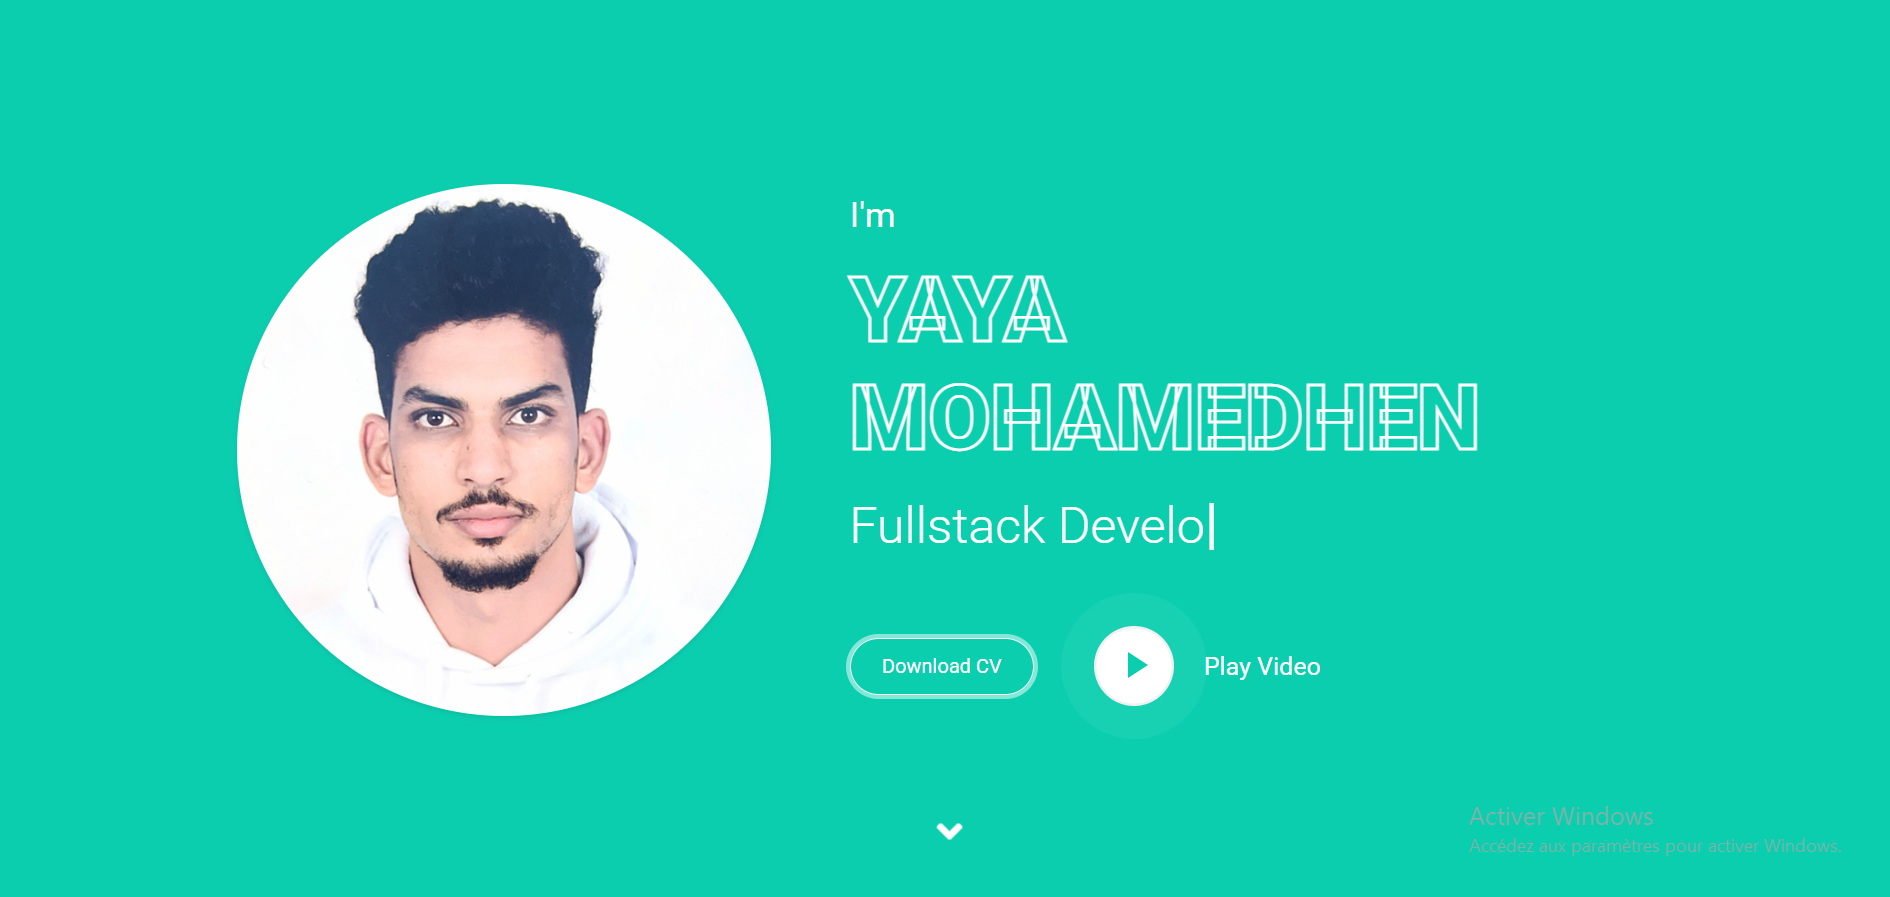 I'm
YAYA
MOHAMEDHEN
Fullstack Develo
Download CV
Play Video
Activer Windows
Accédez aux paramètres pour activer Windows.